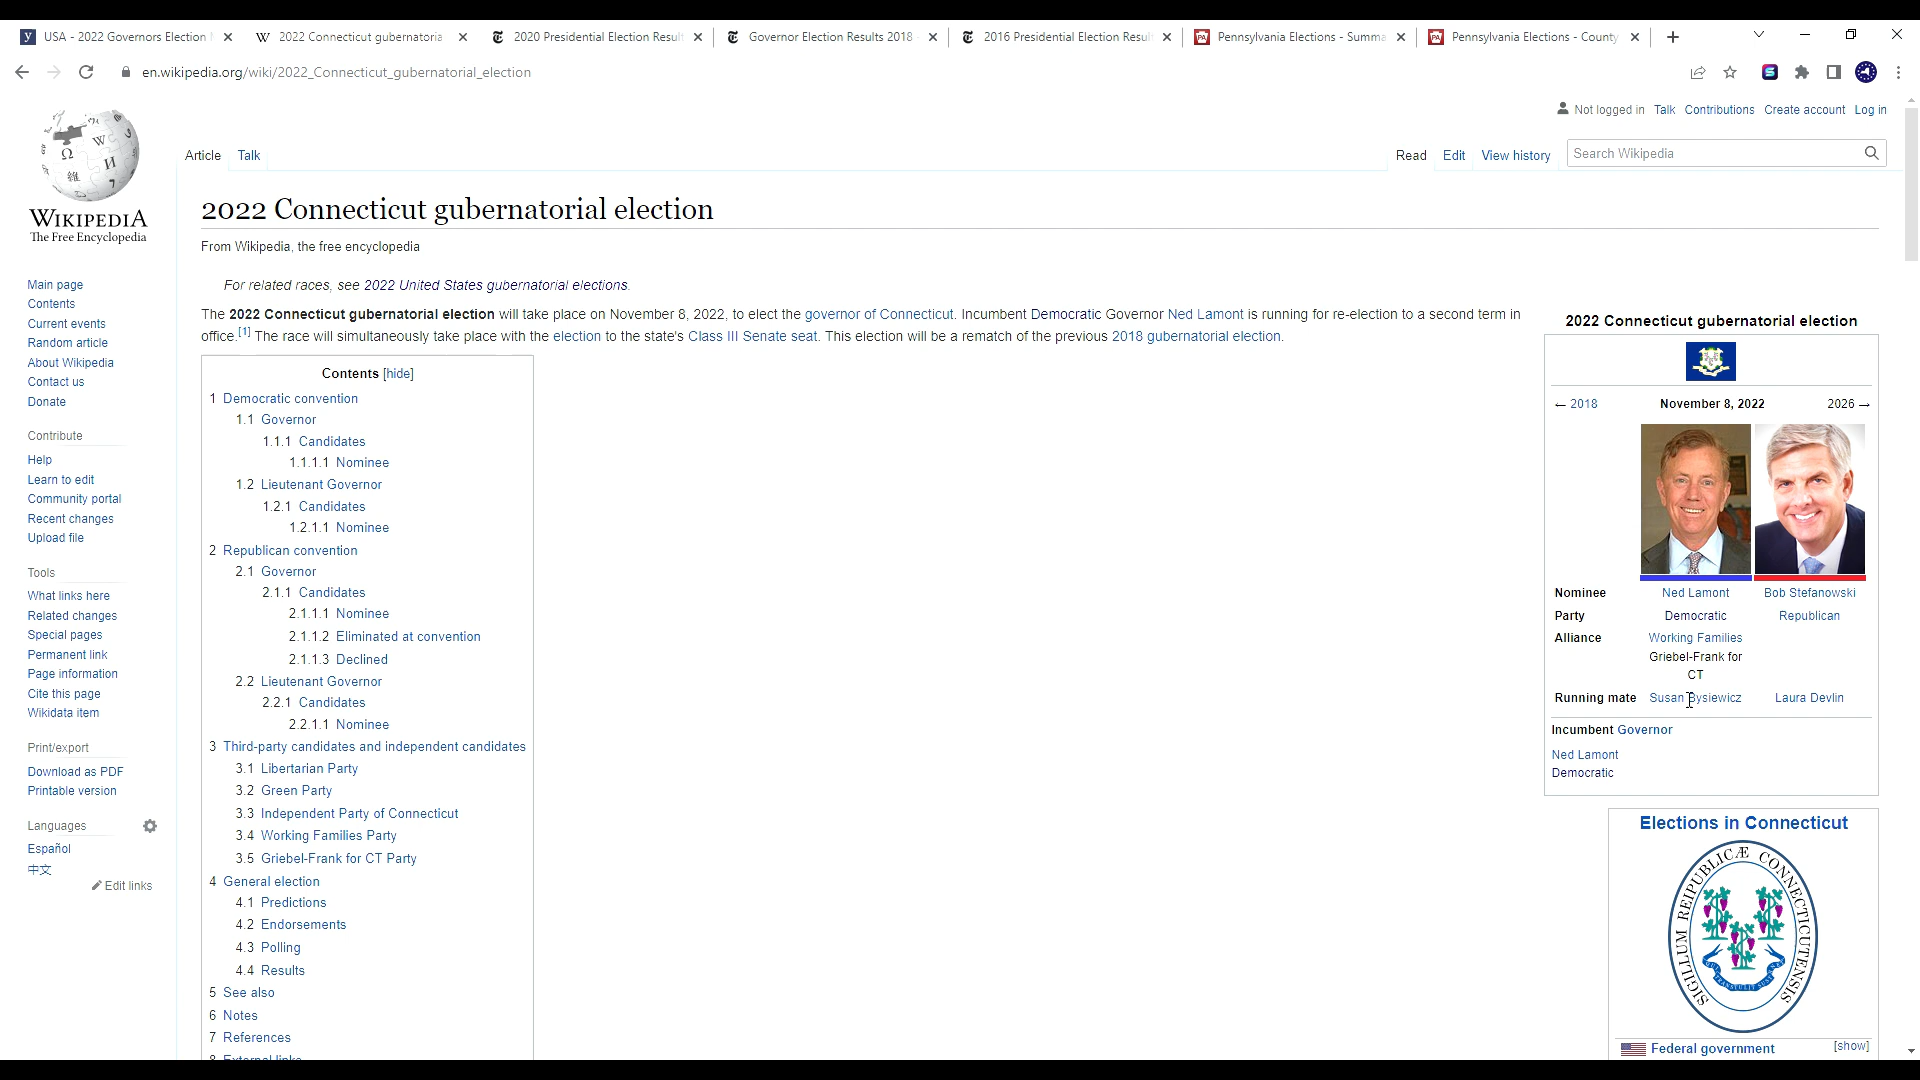 USA - 2022 Governors Election
2022 Connecticut gubernatoria
2020 Presidential Election Resul
Governor Election Results 2018 -
2016 Presidential Election Resul
Pennsylvania Elections - Summa
Pennsylvania Elections - County
en.wikipedia.org/wiki/2022_Connecticut_gubernatorial_election
Not logged in Talk Contributions Create account Log in
Article Talk
Read Edit View history Search Wikipedia
WIKIPEDIA
The Free Encyclopedia
Main page
Contents
Current events
Random article
About Wikipedia
Contact us
Donate
Contribute
Help
Learn to edit
Community portal
Recent changes
Upload file
Tools
What links here
Related changes
Special pages
Permanent link
Page information
Cite this page
Wikidata item
Print/export
Download as PDF
Printable version
Languages
Español
中文
Edit links
2022 Connecticut gubernatorial election
From Wikipedia, the free encyclopedia
For related races, see 2022 United States gubernatorial elections.
The 2022 Connecticut gubernatorial election will take place on November 8, 2022, to elect the governor of Connecticut. Incumbent Democratic Governor Ned Lamont is running for re-election to a second term in
office.[1] The race will simultaneously take place with the election to the state's Class III Senate seat. This election will be a rematch of the previous 2018 gubernatorial election.
Contents [hide]
1 Democratic convention
1.1 Governor
1.1.1 Candidates
1.1.1.1 Nominee
1.2 Lieutenant Governor
1.2.1 Candidates
1.2.1.1 Nominee
2 Republican convention
2.1 Governor
2.1.1 Candidates
2.1.1.1 Nominee
2.1.1.2 Eliminated at convention
2.1.1.3 Declined
2.2 Lieutenant Governor
2.2.1 Candidates
2.2.1.1 Nominee
3 Third-party candidates and independent candidates
3.1 Libertarian Party
3.2 Green Party
3.3 Independent Party of Connecticut
3.4 Working Families Party
3.5 Griebel-Frank for CT Party
4 General election
4.1 Predictions
4.2 Endorsements
4.3 Polling
4.4 Results
5 See also
6 Notes
7 References
8 External links
2022 Connecticut gubernatorial election
← 2018 November 8, 2022 2026 →
Nominee Ned Lamont Bob Stefanowski
Party Democratic Republican
Alliance Working Families
Griebel-Frank for
CT
Running mate Susan Bysiewicz Laura Devlin
Incumbent Governor
Ned Lamont
Democratic
Elections in Connecticut
SIGILLUM REIPUBLICÆ CONNECTICUTENSIS
Federal government [show]